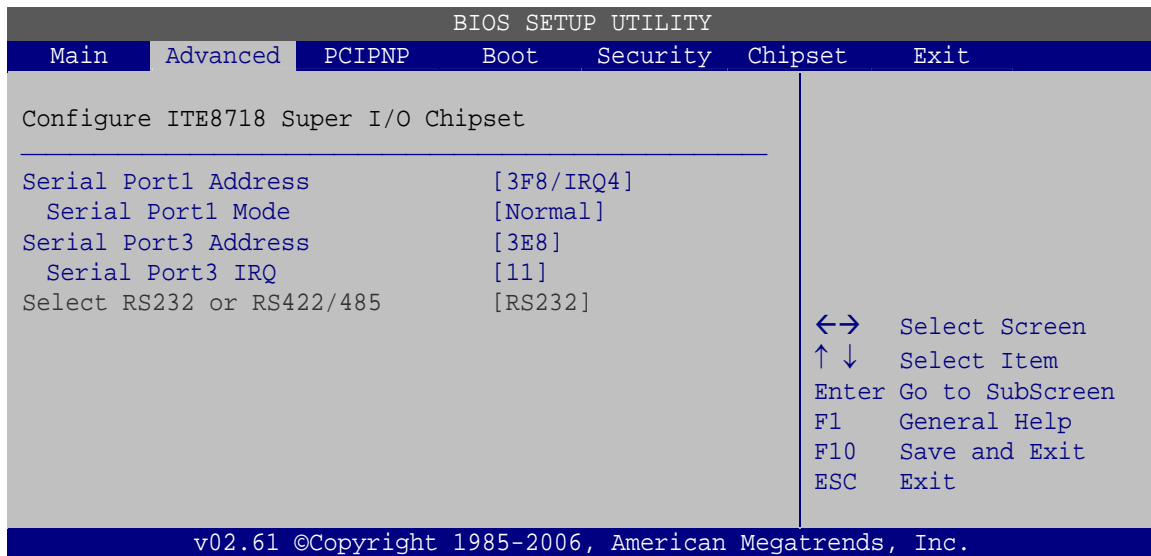 BIOS SETUP UTILITY
Main Advanced PCIPNP Boot Security Chipset Exit
Configure ITE8718 Super I/O Chipset
Serial Port1 Address [3F8/IRQ4]
Serial Port1 Mode [Normal]
Serial Port3 Address [3E8]
Serial Port3 IRQ [11]
Select RS232 or RS422/485 [RS232]
←→ Select Screen
↑ ↓ Select Item
Enter Go to SubScreen
F1 General Help
F10 Save and Exit
ESC Exit
v02.61 ©Copyright 1985-2006, American Megatrends, Inc.